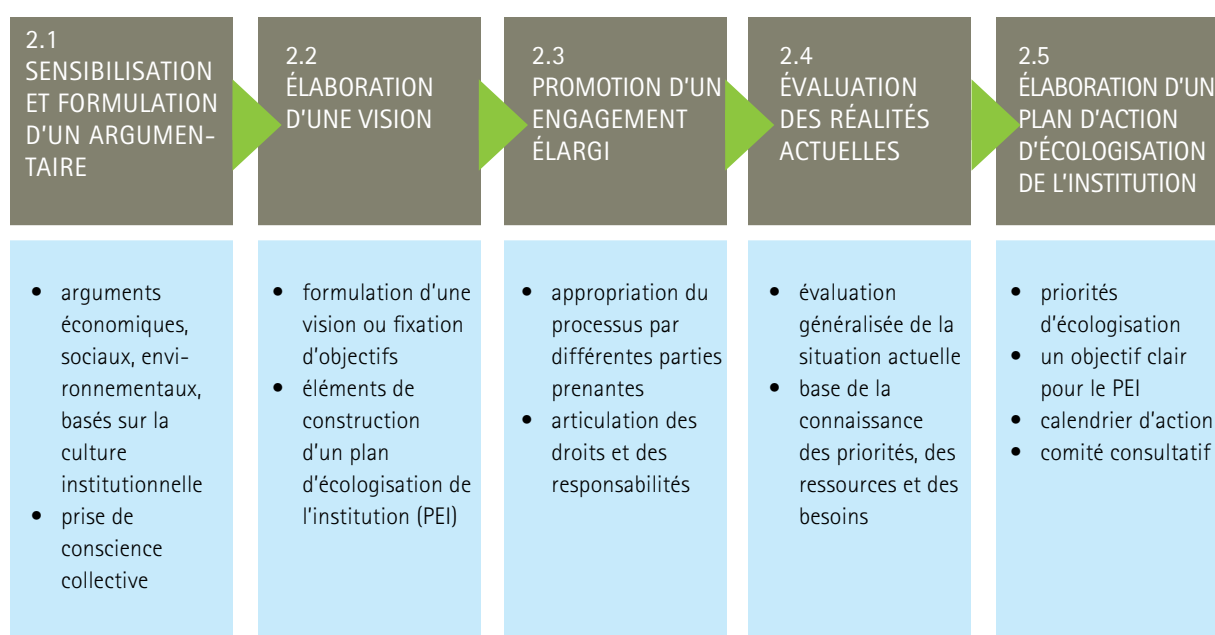 2.1
SENSIBILISATION
ET FORMULATION
D'UN ARGUMEN-
TAIRE
2.2
ÉLABORATION
D'UNE VISION
2.3
PROMOTION D'UN
ENGAGEMENT
ÉLARGI
2.4
ÉVALUATION
DES RÉALITÉS
ACTUELLES
2.5
ÉLABORATION D'UN
PLAN D'ACTION
D'ÉCOLOGISATION
DE L'INSTITUTION
• arguments
économiques,
sociaux, envi-
ronnementaux,
basés sur la
culture
institutionnelle
• prise de
conscience
collective
• formulation d'une
vision ou fixation
d'objectifs
• éléments de
construction
d'un plan
d'écologisation de
l'institution (PEI)
• appropriation du
processus par
différentes parties
prenantes
• articulation des
droits et des
responsabilités
• évaluation
généralisée de la
situation actuelle
• base de la
connaissance
des priorités, des
ressources et des
besoins
• priorités
d'écologisation
• un objectif clair
pour le PEI
• calendrier d'action
• comité consultatif